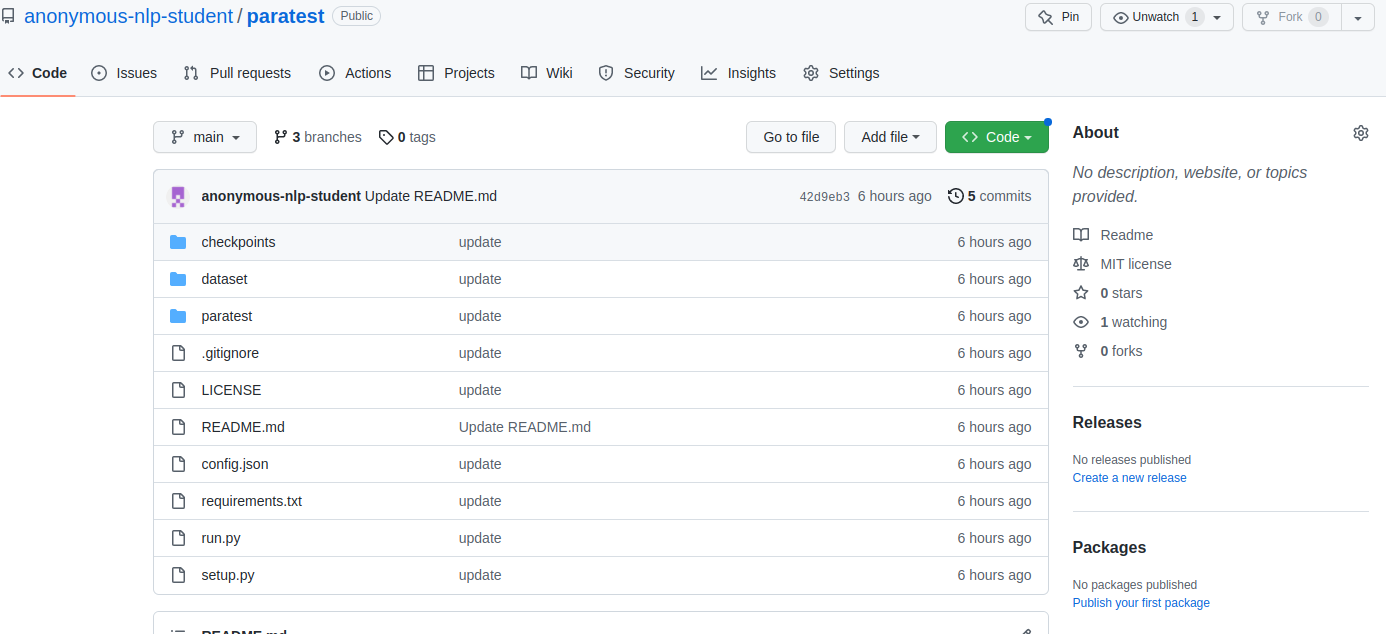 anonymous-nlp-student / paratest Public Pin Unwatch 1 Fork 0
Code Issues Pull requests Actions Projects Wiki Security Insights Settings
main 3 branches 0 tags Go to file Add file Code
anonymous-nlp-student Update README.md 42d9eb3 6 hours ago 5 commits
checkpoints update 6 hours ago
dataset update 6 hours ago
paratest update 6 hours ago
.gitignore update 6 hours ago
LICENSE update 6 hours ago
README.md Update README.md 6 hours ago
config.json update 6 hours ago
requirements.txt update 6 hours ago
run.py update 6 hours ago
setup.py update 6 hours ago
README.md
About
No description, website, or topics
provided.
Readme
MIT license
0 stars
1 watching
0 forks
Releases
No releases published
Create a new release
Packages
No packages published
Publish your first package